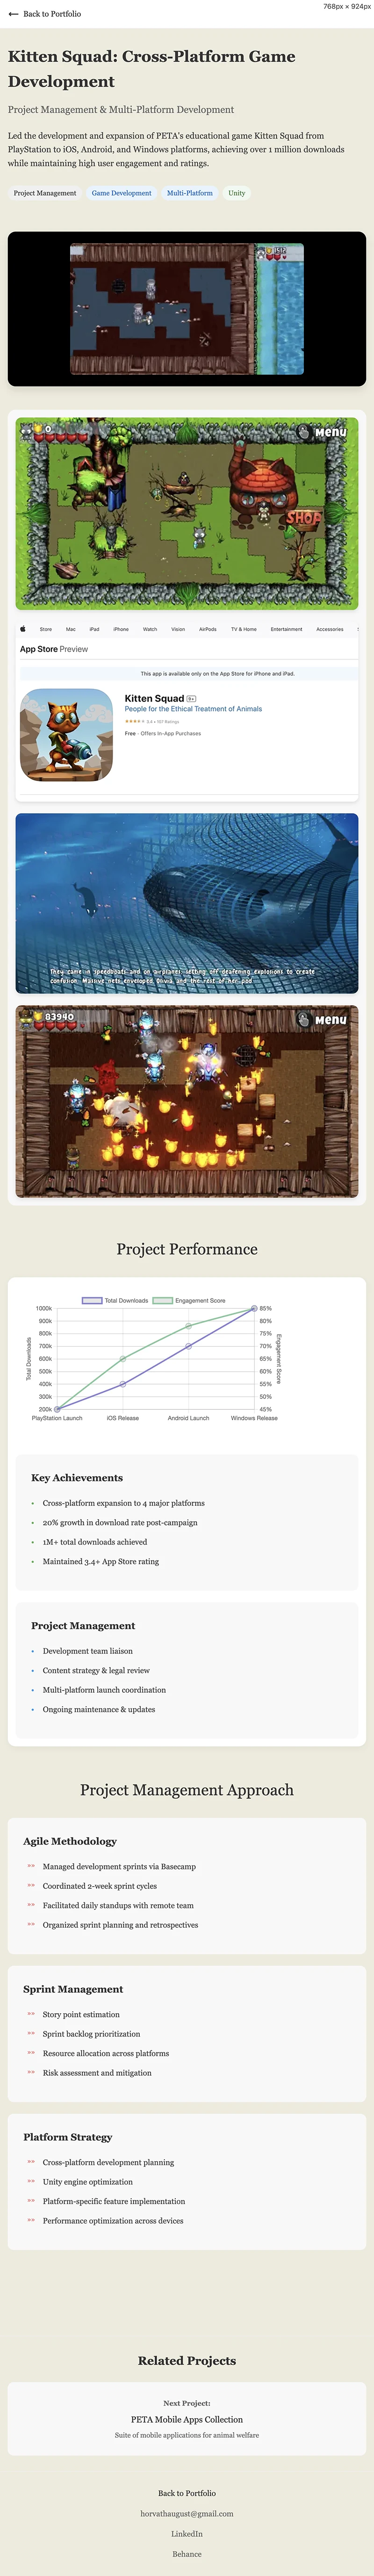 768px × 924px
← Back to Portfolio
Kitten Squad: Cross-Platform Game
Development
Project Management & Multi-Platform Development
Led the development and expansion of PETA's educational game Kitten Squad from
PlayStation to iOS, Android, and Windows platforms, achieving over 1 million downloads
while maintaining high user engagement and ratings.
Project Management Game Development Multi-Platform Unity
0 Menu
SHOP
Store Mac iPad iPhone Watch Vision AirPods TV & Home Entertainment Accessories
App Store Preview
This app is available only on the App Store for iPhone and iPad.
Kitten Squad 9+
People for the Ethical Treatment of Animals
Free · Offers In-App Purchases
They came in speedboats and on airplanes setting off deafening explosions to create
confusion. Massive nets enveloped Olivia and the rest of her pod.
83940 Menu
Project Performance
Total Downloads Engagement Score
1000k 85%
900k 80%
800k 75%
700k 70%
600k 65%
500k 60%
400k 55%
300k 50%
200k 45%
Total Downloads
Engagement Score
PlayStation Launch iOS Release Android Launch Windows Release
Key Achievements
• Cross-platform expansion to 4 major platforms
• 20% growth in download rate post-campaign
• 1M+ total downloads achieved
• Maintained 3.4+ App Store rating
Project Management
• Development team liaison
• Content strategy & legal review
• Multi-platform launch coordination
• Ongoing maintenance & updates
Project Management Approach
Agile Methodology
»» Managed development sprints via Basecamp
»» Coordinated 2-week sprint cycles
»» Facilitated daily standups with remote team
»» Organized sprint planning and retrospectives
Sprint Management
»» Story point estimation
»» Sprint backlog prioritization
»» Resource allocation across platforms
»» Risk assessment and mitigation
Platform Strategy
»» Cross-platform development planning
»» Unity engine optimization
»» Platform-specific feature implementation
»» Performance optimization across devices
Related Projects
Next Project:
PETA Mobile Apps Collection
Suite of mobile applications for animal welfare
Back to Portfolio
horvathaugust@gmail.com
LinkedIn
Behance